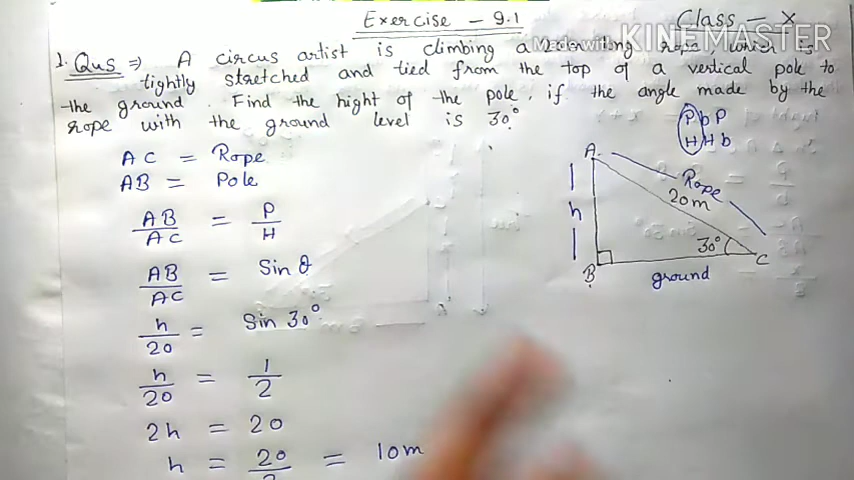 Exercise - 9.1
Class - X
Made with KINEMASTER
1. Qus ⇒ A circus artist is climbing a long rope, which is
tightly stretched and tied from the top of a vertical pole to
the ground. Find the hight of the pole, if the angle made by the
rope with the ground level is 30°
AC = Rope
AB = Pole
AB/AC = P/H
AB/AC = Sin θ
h/20 = Sin 30°
h/20 = 1/2
2h = 20
h = 20/2 = 10m
P b P
H H b
A
Rope
20m
h
30°
B
C
ground